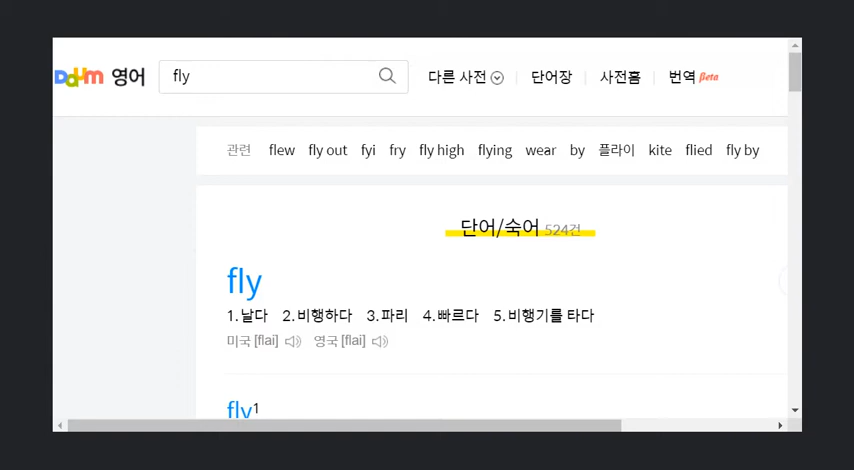 Daum 영어 fly 다른 사전 단어장 사전홈 번역 Beta
관련 flew fly out fyi fry fly high flying wear by 플라이 kite flied fly by
단어/숙어 524건
fly
1.날다 2.비행하다 3.파리 4.빠르다 5.비행기를 타다
미국 [flai] 영국 [flai]
fly1